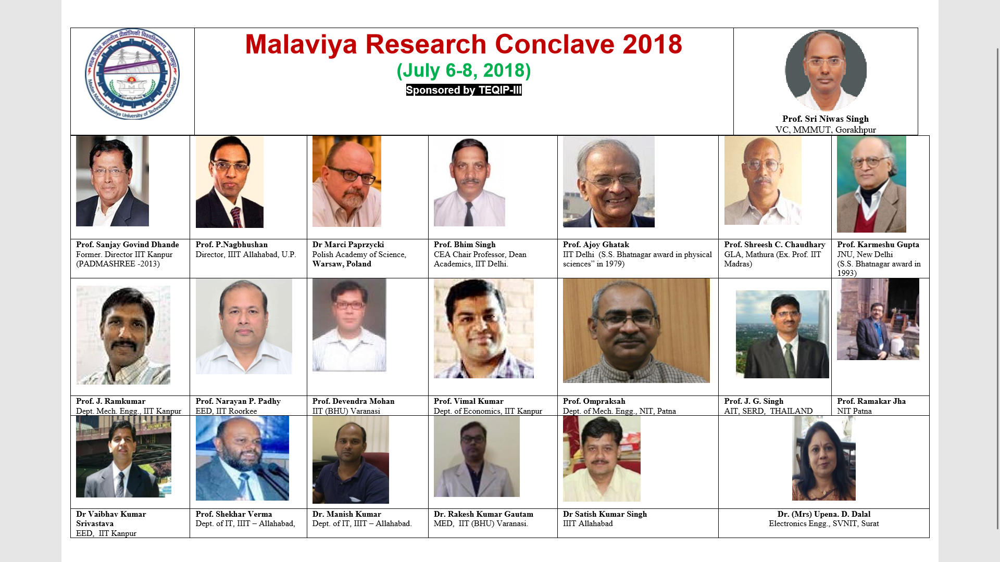 मदन मोहन मालवीय प्रौद्योगिकी विश्वविद्यालय, गोरखपुर
Madan Mohan Malaviya University of Technology, Gorakhpur
Malaviya Research Conclave 2018
(July 6-8, 2018)
Sponsored by TEQIP-III
Prof. Sri Niwas Singh
VC, MMMUT, Gorakhpur
Prof. Sanjay Govind Dhande
Former. Director IIT Kanpur
(PADMASHREE -2013)
Prof. P.Nagbhushan
Director, IIIT Allahabad, U.P.
Dr Marci Paprzycki
Polish Academy of Science,
Warsaw, Poland
Prof. Bhim Singh
CEA Chair Professor, Dean
Academics, IIT Delhi.
Prof. Ajoy Ghatak
IIT Delhi (S.S. Bhatnagar award in physical
sciences” in 1979)
Prof. Shreesh C. Chaudhary
GLA, Mathura (Ex. Prof. IIT
Madras)
Prof. Karmeshu Gupta
JNU, New Delhi
(S.S. Bhatnagar award in
1993)
Prof. J. Ramkumar
Dept. Mech. Engg., IIT Kanpur
Prof. Narayan P. Padhy
EED, IIT Roorkee
Prof. Devendra Mohan
IIT (BHU) Varanasi
Prof. Vimal Kumar
Dept. of Economics, IIT Kanpur
Prof. Ompraksah
Dept. of Mech. Engg., NIT, Patna
Prof. J. G. Singh
AIT, SERD, THAILAND
Prof. Ramakar Jha
NIT Patna
COLUMBUS DRIVE
Dr Vaibhav Kumar
Srivastava
EED, IIT Kanpur
Prof. Shekhar Verma
Dept. of IT, IIIT – Allahabad,
Dr. Manish Kumar
Dept. of IT, IIIT – Allahabad.
Dr. Rakesh Kumar Gautam
MED, IIT (BHU) Varanasi.
Dr Satish Kumar Singh
IIIT Allahabad
Dr. (Mrs) Upena. D. Dalal
Electronics Engg., SVNIT, Surat